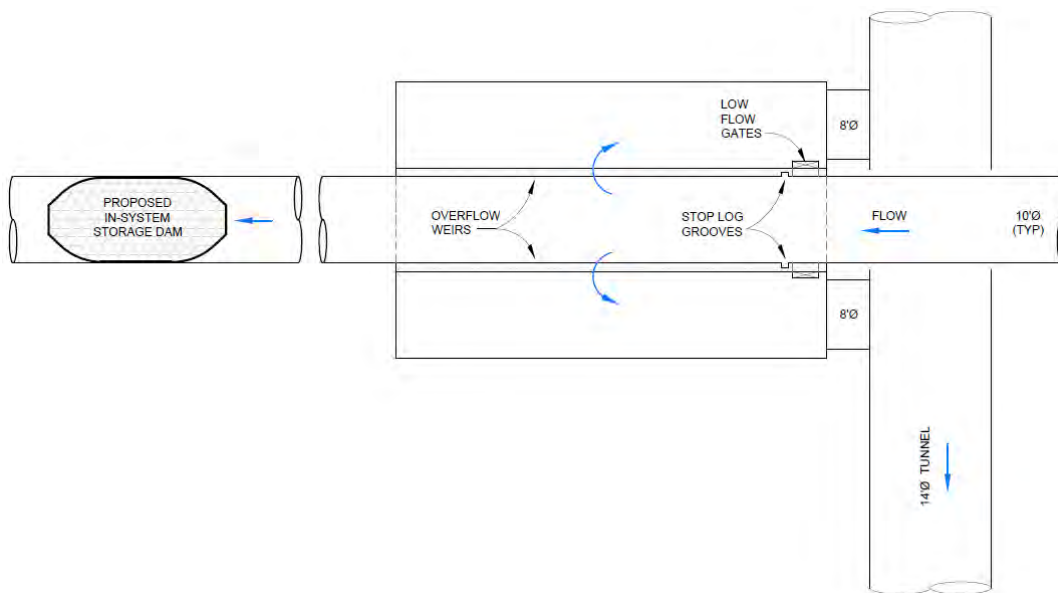 LOW
FLOW
GATES
8'Ø
PROPOSED
IN-SYSTEM
STORAGE DAM
OVERFLOW
WEIRS
STOP LOG
GROOVES
FLOW
10'Ø
(TYP)
8'Ø
14'Ø TUNNEL